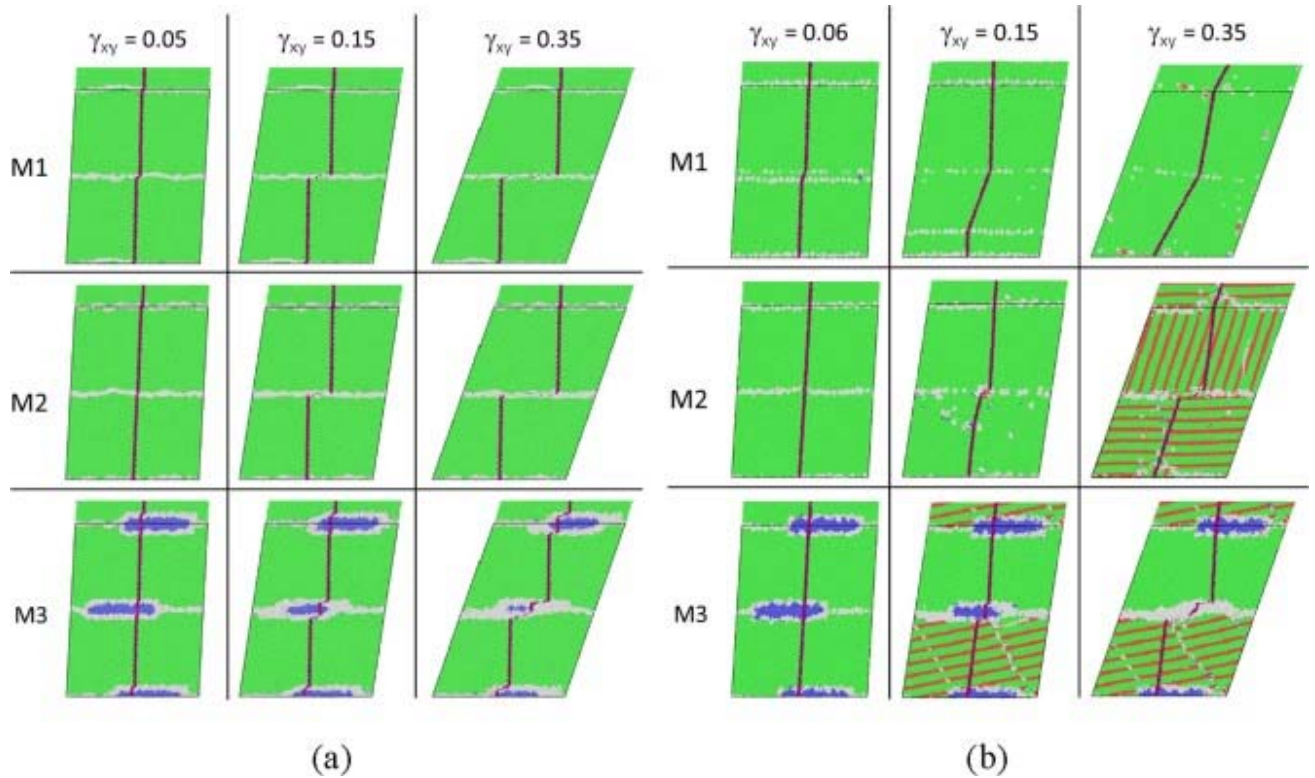 γxy = 0.05 γxy = 0.15 γxy = 0.35
M1
M2
M3
(a)
γxy = 0.06 γxy = 0.15 γxy = 0.35
M1
M2
M3
(b)